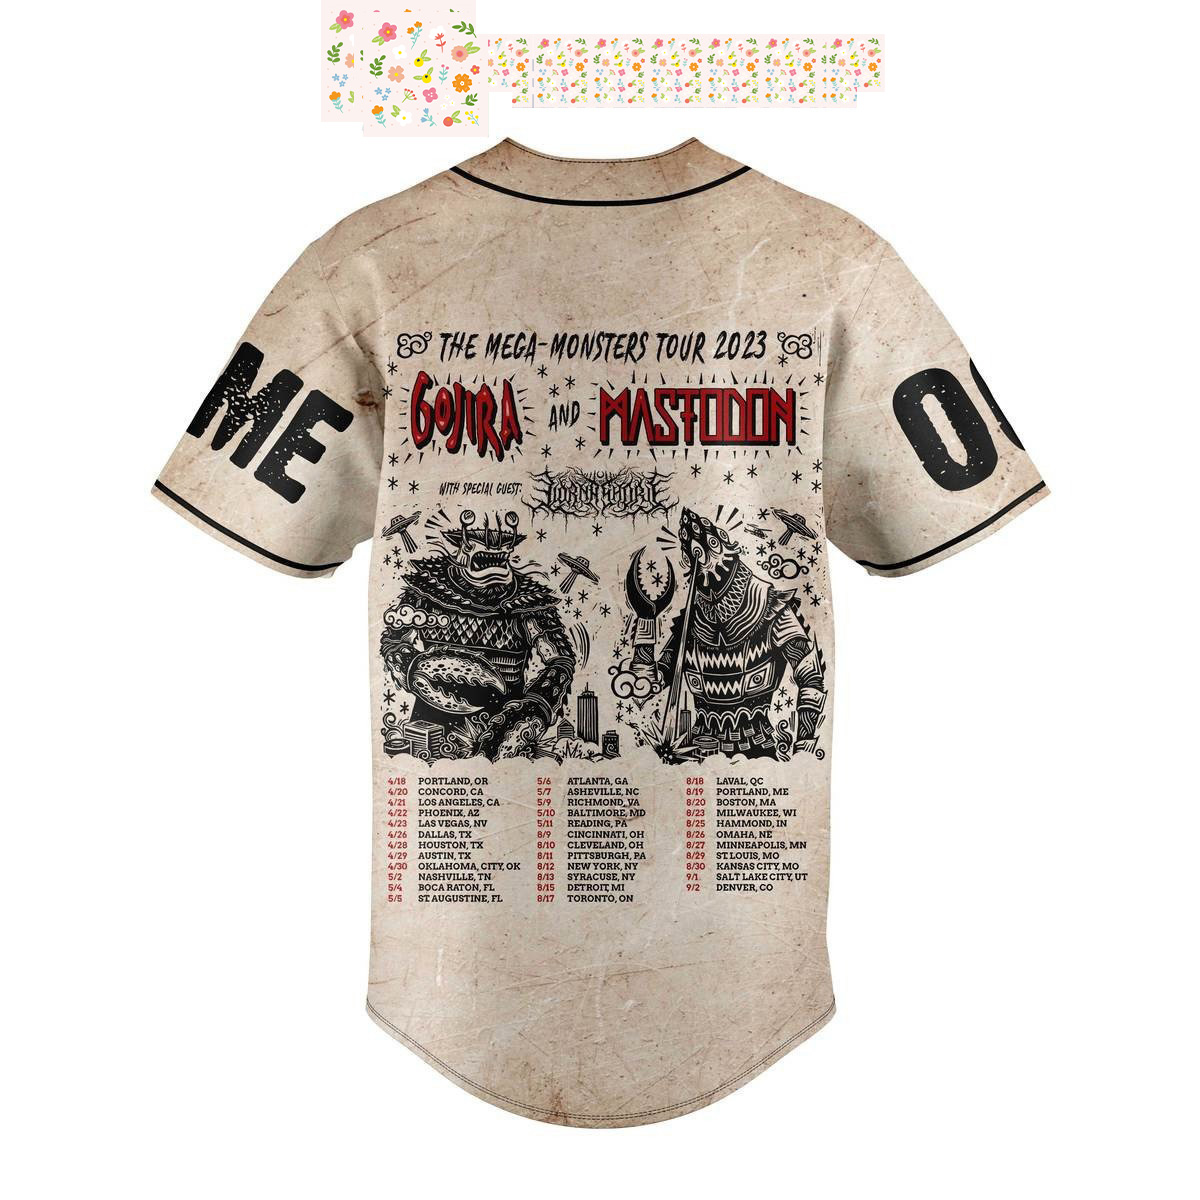 THE MEGA-MONSTERS TOUR 2023
GOJIRA AND MASTODON
WITH SPECIAL GUEST: LORNA SHORE
ME
4/18 PORTLAND, OR
4/20 CONCORD, CA
4/21 LOS ANGELES, CA
4/22 PHOENIX, AZ
4/23 LAS VEGAS, NV
4/26 DALLAS, TX
4/28 HOUSTON, TX
4/29 AUSTIN, TX
4/30 OKLAHOMA, CITY, OK
5/2 NASHVILLE, TN
5/4 BOCA RATON, FL
5/5 ST AUGUSTINE, FL
5/6 ATLANTA, GA
5/7 ASHEVILLE, NC
5/9 RICHMOND, VA
5/10 BALTIMORE, MD
5/11 READING, PA
8/9 CINCINNATI, OH
8/10 CLEVELAND, OH
8/11 PITTSBURGH, PA
8/12 NEW YORK, NY
8/13 SYRACUSE, NY
8/15 DETROIT, MI
8/17 TORONTO, ON
8/18 LAVAL, QC
8/19 PORTLAND, ME
8/20 BOSTON, MA
8/23 MILWAUKEE, WI
8/25 HAMMOND, IN
8/26 OMAHA, NE
8/27 MINNEAPOLIS, MN
8/29 ST.LOUIS, MO
8/30 KANSAS CITY, MO
9/1 SALT LAKE CITY, UT
9/2 DENVER, CO